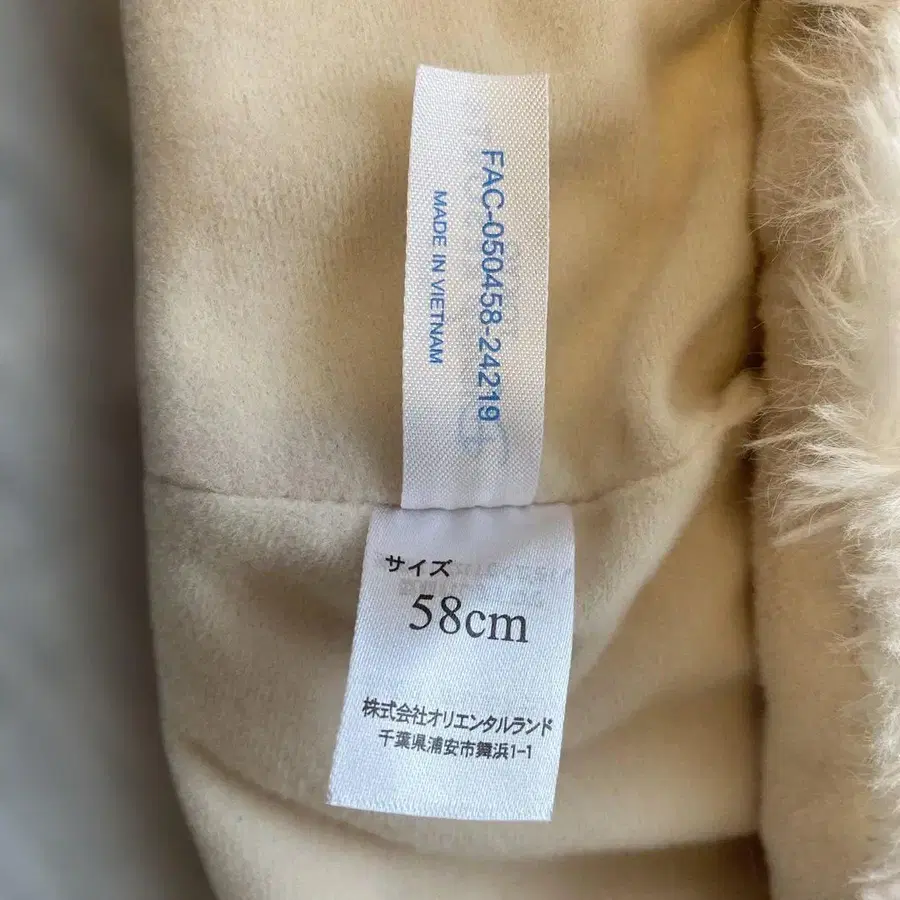 FAC-050458-24219
MADE IN VIETNAM
サイズ
58cm
株式会社オリエンタルランド
千葉県浦安市舞浜1-1